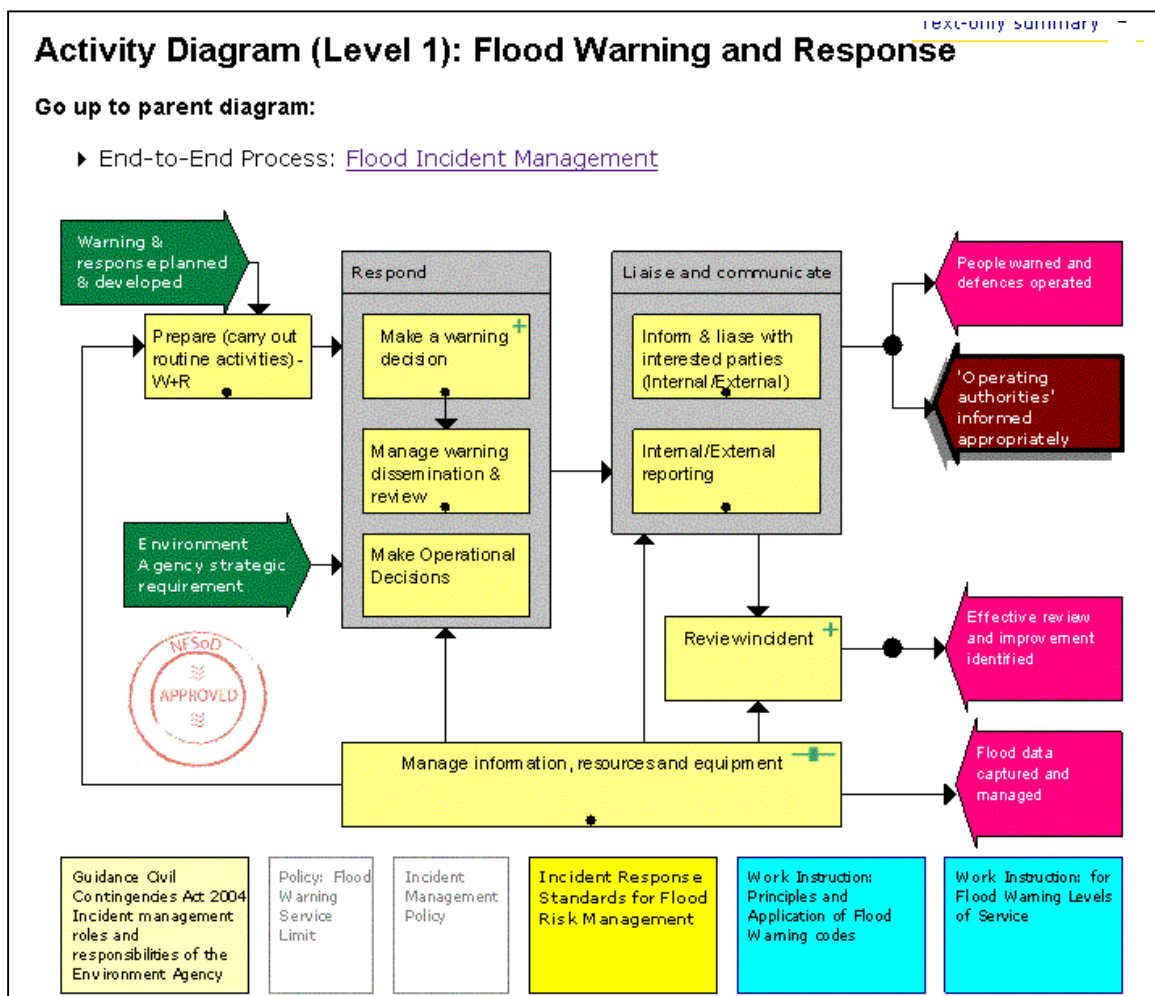 Text-only summary
Activity Diagram (Level 1): Flood Warning and Response
Go up to parent diagram:
End-to-End Process: Flood Incident Management
Warning &
response planned
& developed
Prepare (carry out
routine activities) -
W+R
Respond
Make a warning
decision
Manage warning
dissemination &
review
Make Operational
Decisions
Environment
Agency strategic
requirement
NFSoD
APPROVED
Liaise and communicate
Inform & liase with
interested parties
(Internal/External)
Internal/External
reporting
People warned and
defences operated
'Operating
authorities'
informed
appropriately
Review incident
Effective review
and improvement
identified
Manage information, resources and equipment
Flood data
captured and
managed
Guidance Civil
Contingencies Act 2004
Incident management
roles and
responsibilities of the
Environment Agency
Policy: Flood
Warning
Service
Limit
Incident
Management
Policy
Incident Response
Standards for Flood
Risk Management
Work Instruction:
Principles and
Application of Flood
Warning codes
Work Instruction: for
Flood Warning Levels
of Service